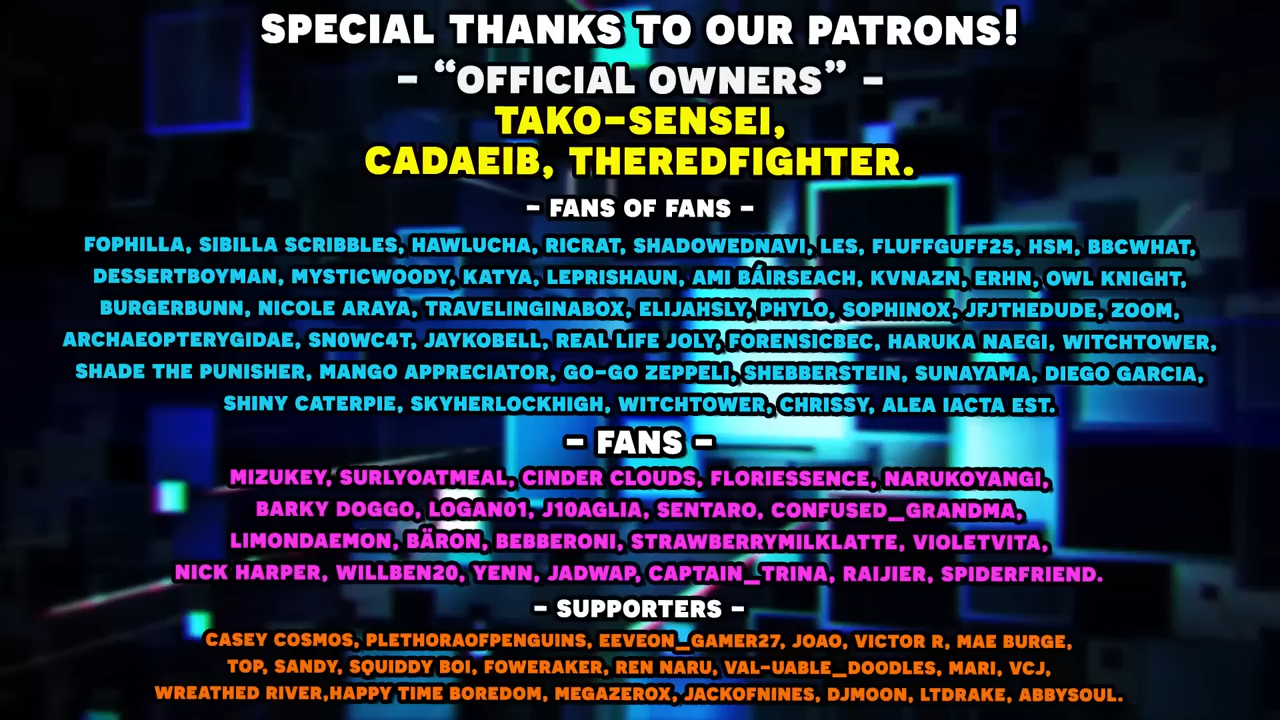 SPECIAL THANKS TO OUR PATRONS!
- “OFFICIAL OWNERS” -
TAKO-SENSEI,
CADAEIB, THEREDFIGHTER.
- FANS OF FANS -
FOPHILLA, SIBILLA SCRIBBLES, HAWLUCHA, RICRAT, SHADOWEDNAVI, LES, FLUFFGUFF25, HSM, BBCWHAT,
DESSERTBOYMAN, MYSTICWOODY, KATYA, LEPRISHAUN, AMI BÁIRSEACH, KVNAZN, ERHN, OWL KNIGHT,
BURGERBUNN, NICOLE ARAYA, TRAVELINGINABOX, ELIJAHSLY, PHYLO, SOPHINOX, JFJTHEDUDE, ZOOM,
ARCHAEOPTERYGIDAE, SN0WC4T, JAYKOBELL, REAL LIFE JOLY, FORENSICBEC, HARUKA NAEGI, WITCHTOWER,
SHADE THE PUNISHER, MANGO APPRECIATOR, GO-GO ZEPPELI, SHEBBERSTEIN, SUNAYAMA, DIEGO GARCIA,
SHINY CATERPIE, SKYHERLOCKHIGH, WITCHTOWER, CHRISSY, ALEA IACTA EST.
- FANS -
MIZUKEY, SURLYOATMEAL, CINDER CLOUDS, FLORIESSENCE, NARUKOYANGI,
BARKY DOGGO, LOGAN01, J10AGLIA, SENTARO, CONFUSED_GRANDMA,
LIMONDAEMON, BÄRON, BEBBERONI, STRAWBERRYMILKLATTE, VIOLETVITA,
NICK HARPER, WILLBEN20, YENN, JADWAP, CAPTAIN_TRINA, RAIJIER, SPIDERFRIEND.
- SUPPORTERS -
CASEY COSMOS, PLETHORAOFPENGUINS, EEVEON_GAMER27, JOAO, VICTOR R, MAE BURGE,
TOP, SANDY, SQUIDDY BOI, FOWERAKER, REN NARU, VAL-UABLE_DOODLES, MARI, VCJ,
WREATHED RIVER,HAPPY TIME BOREDOM, MEGAZEROX, JACKOFNINES, DJMOON, LTDRAKE, ABBYSOUL.